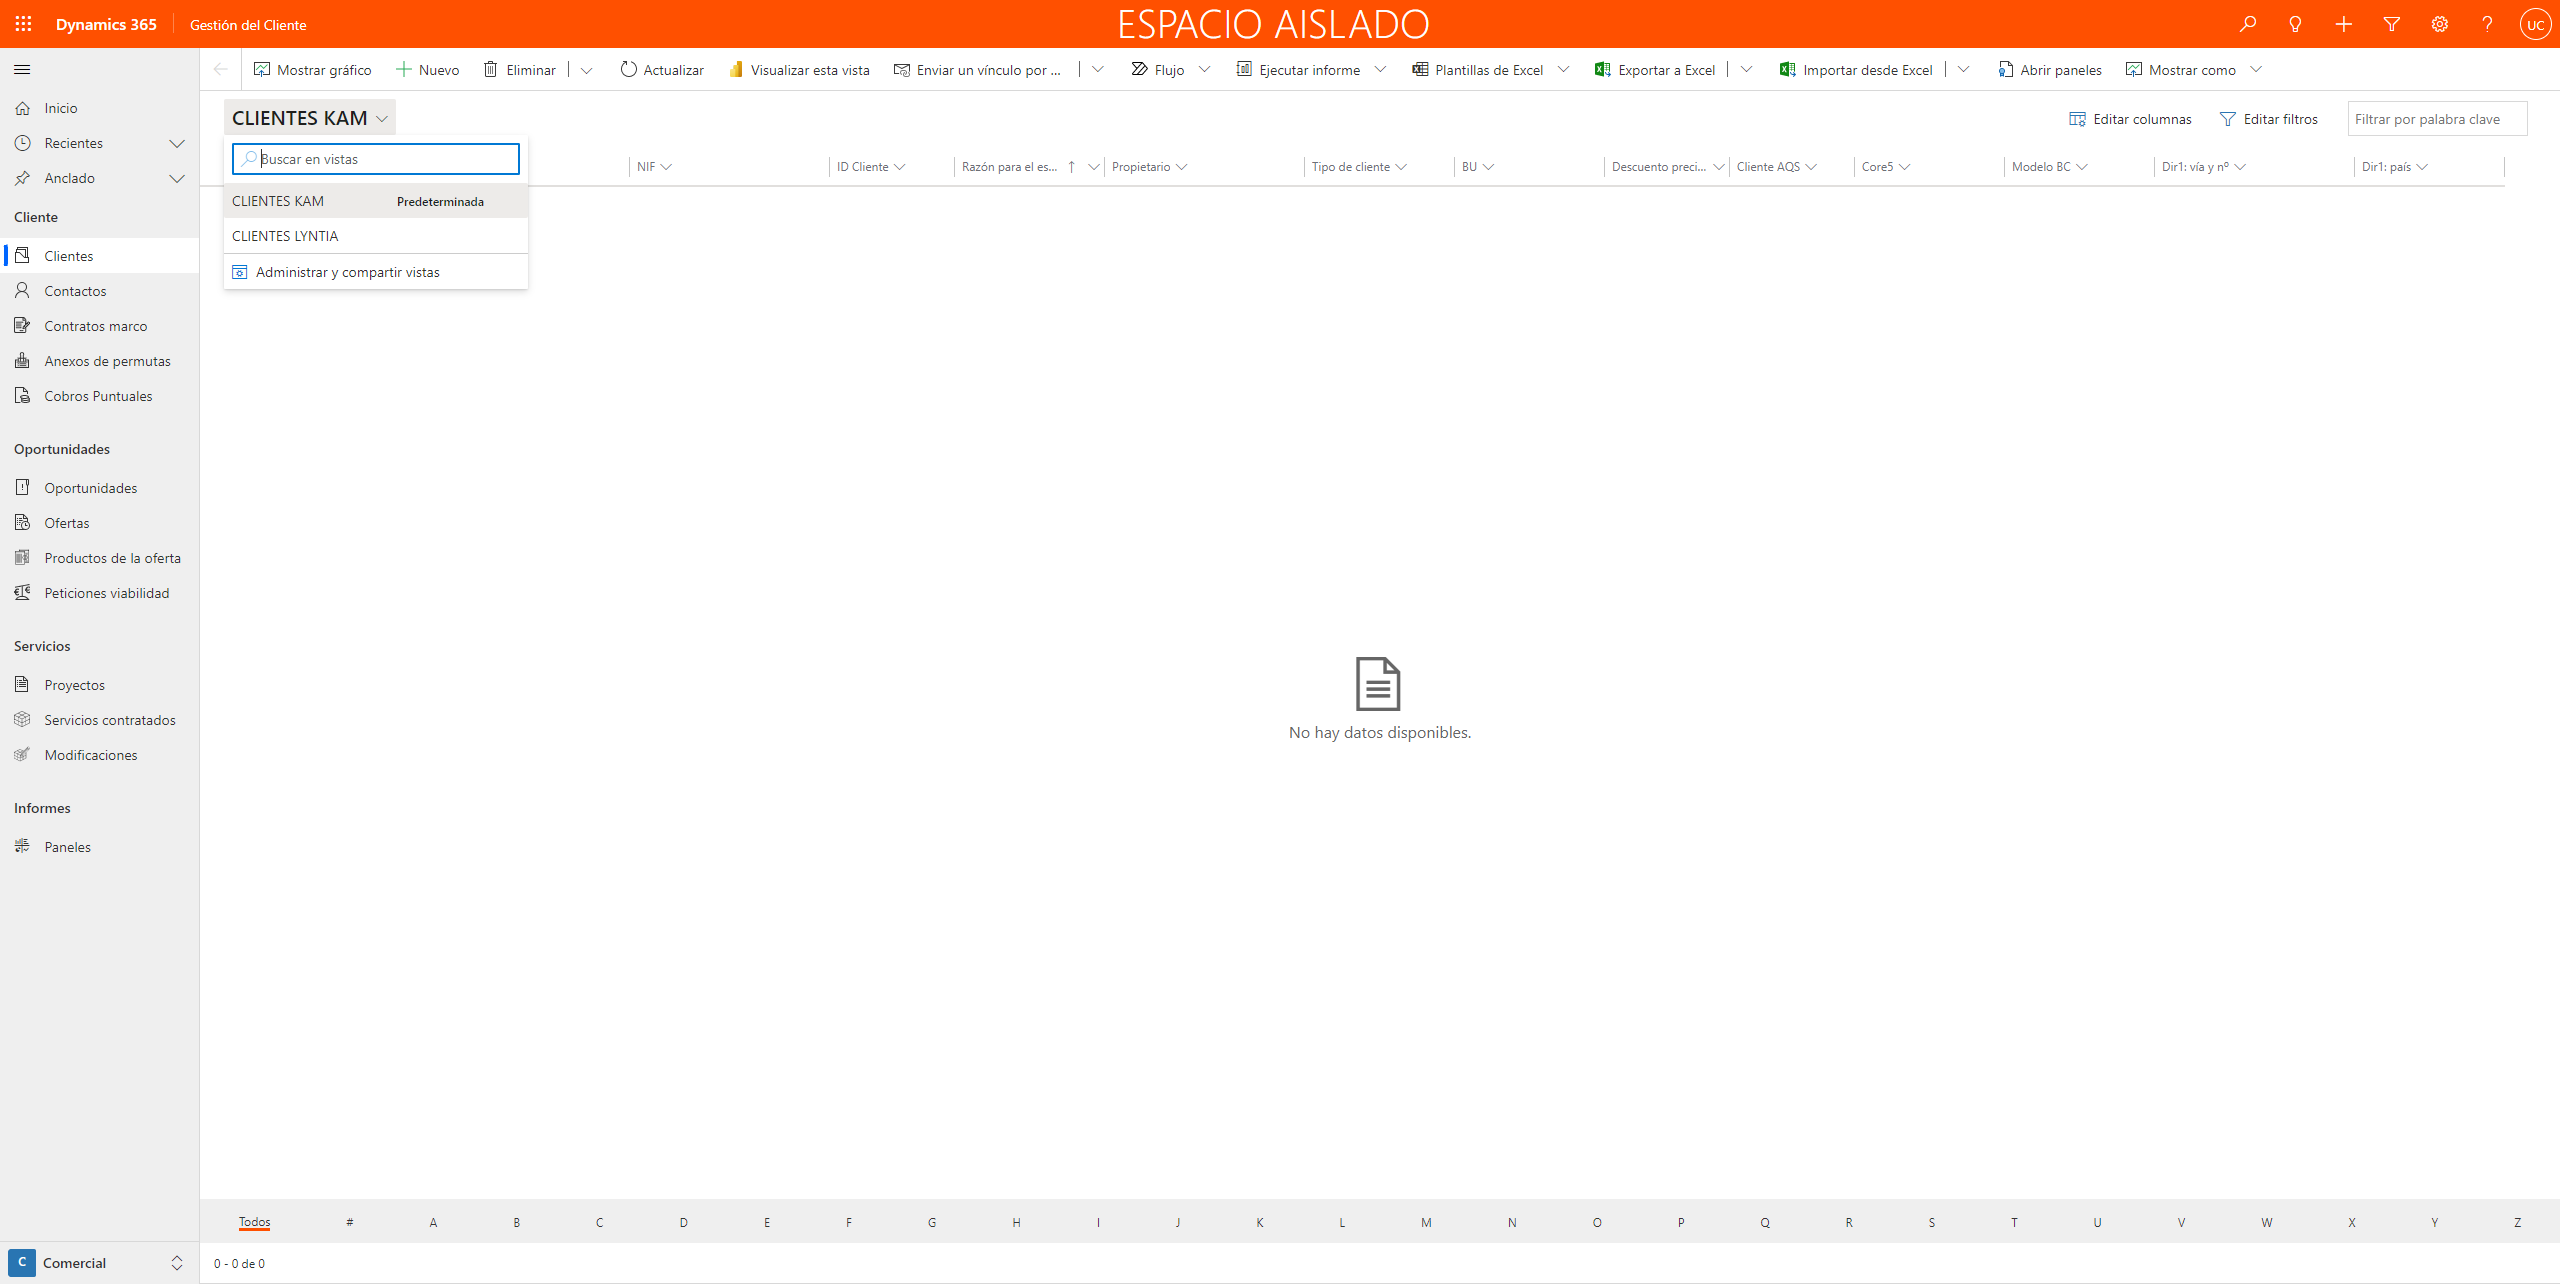 Dynamics 365
Gestión del Cliente
ESPACIO AISLADO
UC
Mostrar gráfico
Nuevo
Eliminar
Actualizar
Visualizar esta vista
Enviar un vínculo por ...
Flujo
Ejecutar informe
Plantillas de Excel
Exportar a Excel
Importar desde Excel
Abrir paneles
Mostrar como
Inicio
Recientes
Anclado
Cliente
Clientes
Contactos
Contratos marco
Anexos de permutas
Cobros Puntuales
Oportunidades
Oportunidades
Ofertas
Productos de la oferta
Peticiones viabilidad
Servicios
Proyectos
Servicios contratados
Modificaciones
Informes
Paneles
C
Comercial
CLIENTES KAM
Editar columnas
Editar filtros
Filtrar por palabra clave
Buscar en vistas
CLIENTES KAM
Predeterminada
CLIENTES LYNTIA
Administrar y compartir vistas
NIF
ID Cliente
Razón para el es...
Propietario
Tipo de cliente
BU
Descuento preci...
Cliente AQS
Core5
Modelo BC
Dir1: vía y nº
Dir1: país
No hay datos disponibles.
Todos # A B C D E F G H I J K L M N O P Q R S T U V W X Y Z
0 - 0 de 0